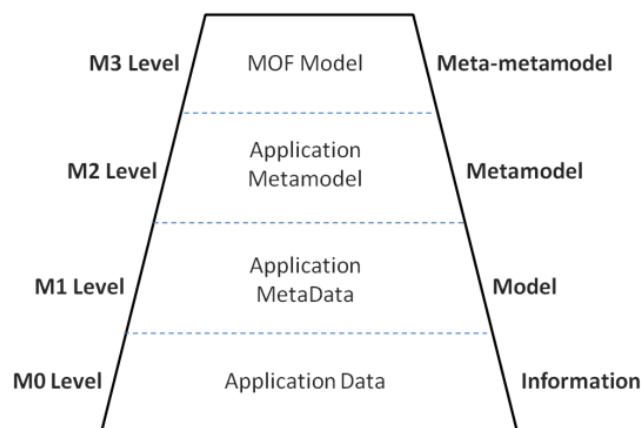 M3 Level MOF Model Meta-metamodel
Application
M2 Level Metamodel Metamodel
Application
M1 Level MetaData Model
M0 Level Application Data Information